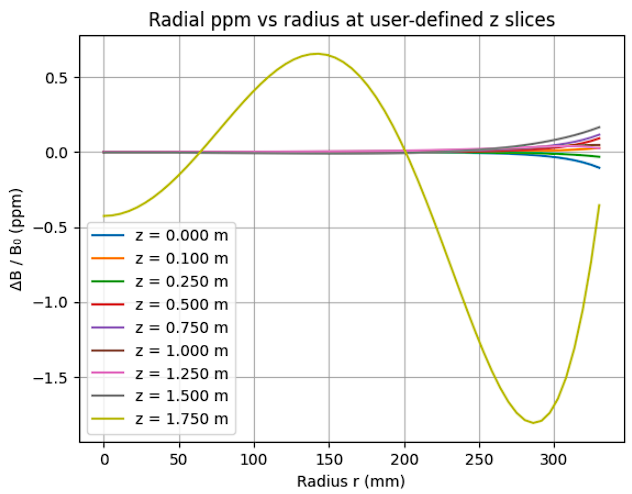 Radial ppm vs radius at user-defined z slices
ΔB / B₀ (ppm)
0.5
0.0
−0.5
−1.0
−1.5
z = 0.000 m
z = 0.100 m
z = 0.250 m
z = 0.500 m
z = 0.750 m
z = 1.000 m
z = 1.250 m
z = 1.500 m
z = 1.750 m
0 50 100 150 200 250 300
Radius r (mm)